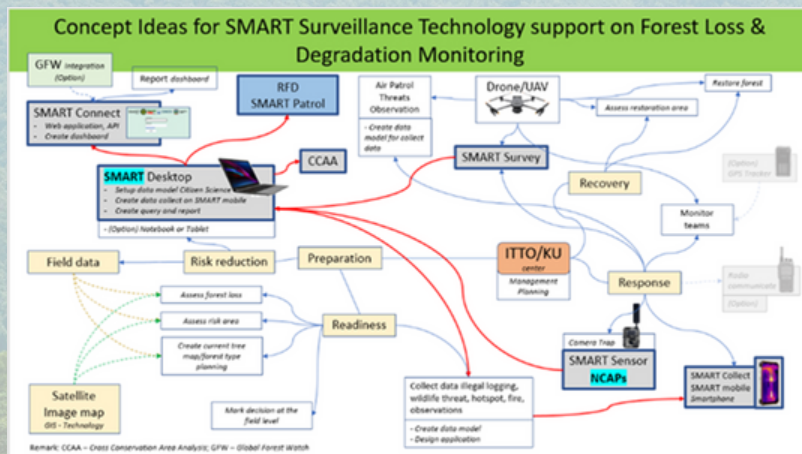 Concept Ideas for SMART Surveillance Technology support on Forest Loss &
Degradation Monitoring
GFW integration
(Option)
Report dashboard
SMART Connect
- Web application, API
- Create dashboard
RFD
SMART Patrol
Air Patrol
Threats
Observation
- Create data
model for collect
data
Drone/UAV
Restore forest
Assess restoration area
SMART Survey
CCAA
SMART Desktop
- Setup data model Citizen Science
- Create data collect on SMART mobile
- Create query and report
- (Option) Notebook or Tablet
Recovery
(Option)
GPS Tracker
Monitor
teams
Field data
Risk reduction
Preparation
ITTO/KU
center
Management
Planning
Response
Radio
communicate
(Option)
Assess forest loss
Assess risk area
Create current tree
map/forest type
planning
Readiness
Camera Trap
SMART Sensor
NCAPs
SMART Collect
SMART mobile
Smartphone
Satellite
Image map
GIS - Technology
Mark decision at the
field level
Collect data illegal logging,
wildlife threat, hotspot, fire,
observations
- Create data model
- Design application
Remark: CCAA – Cross Conservation Area Analysis; GFW – Global Forest Watch